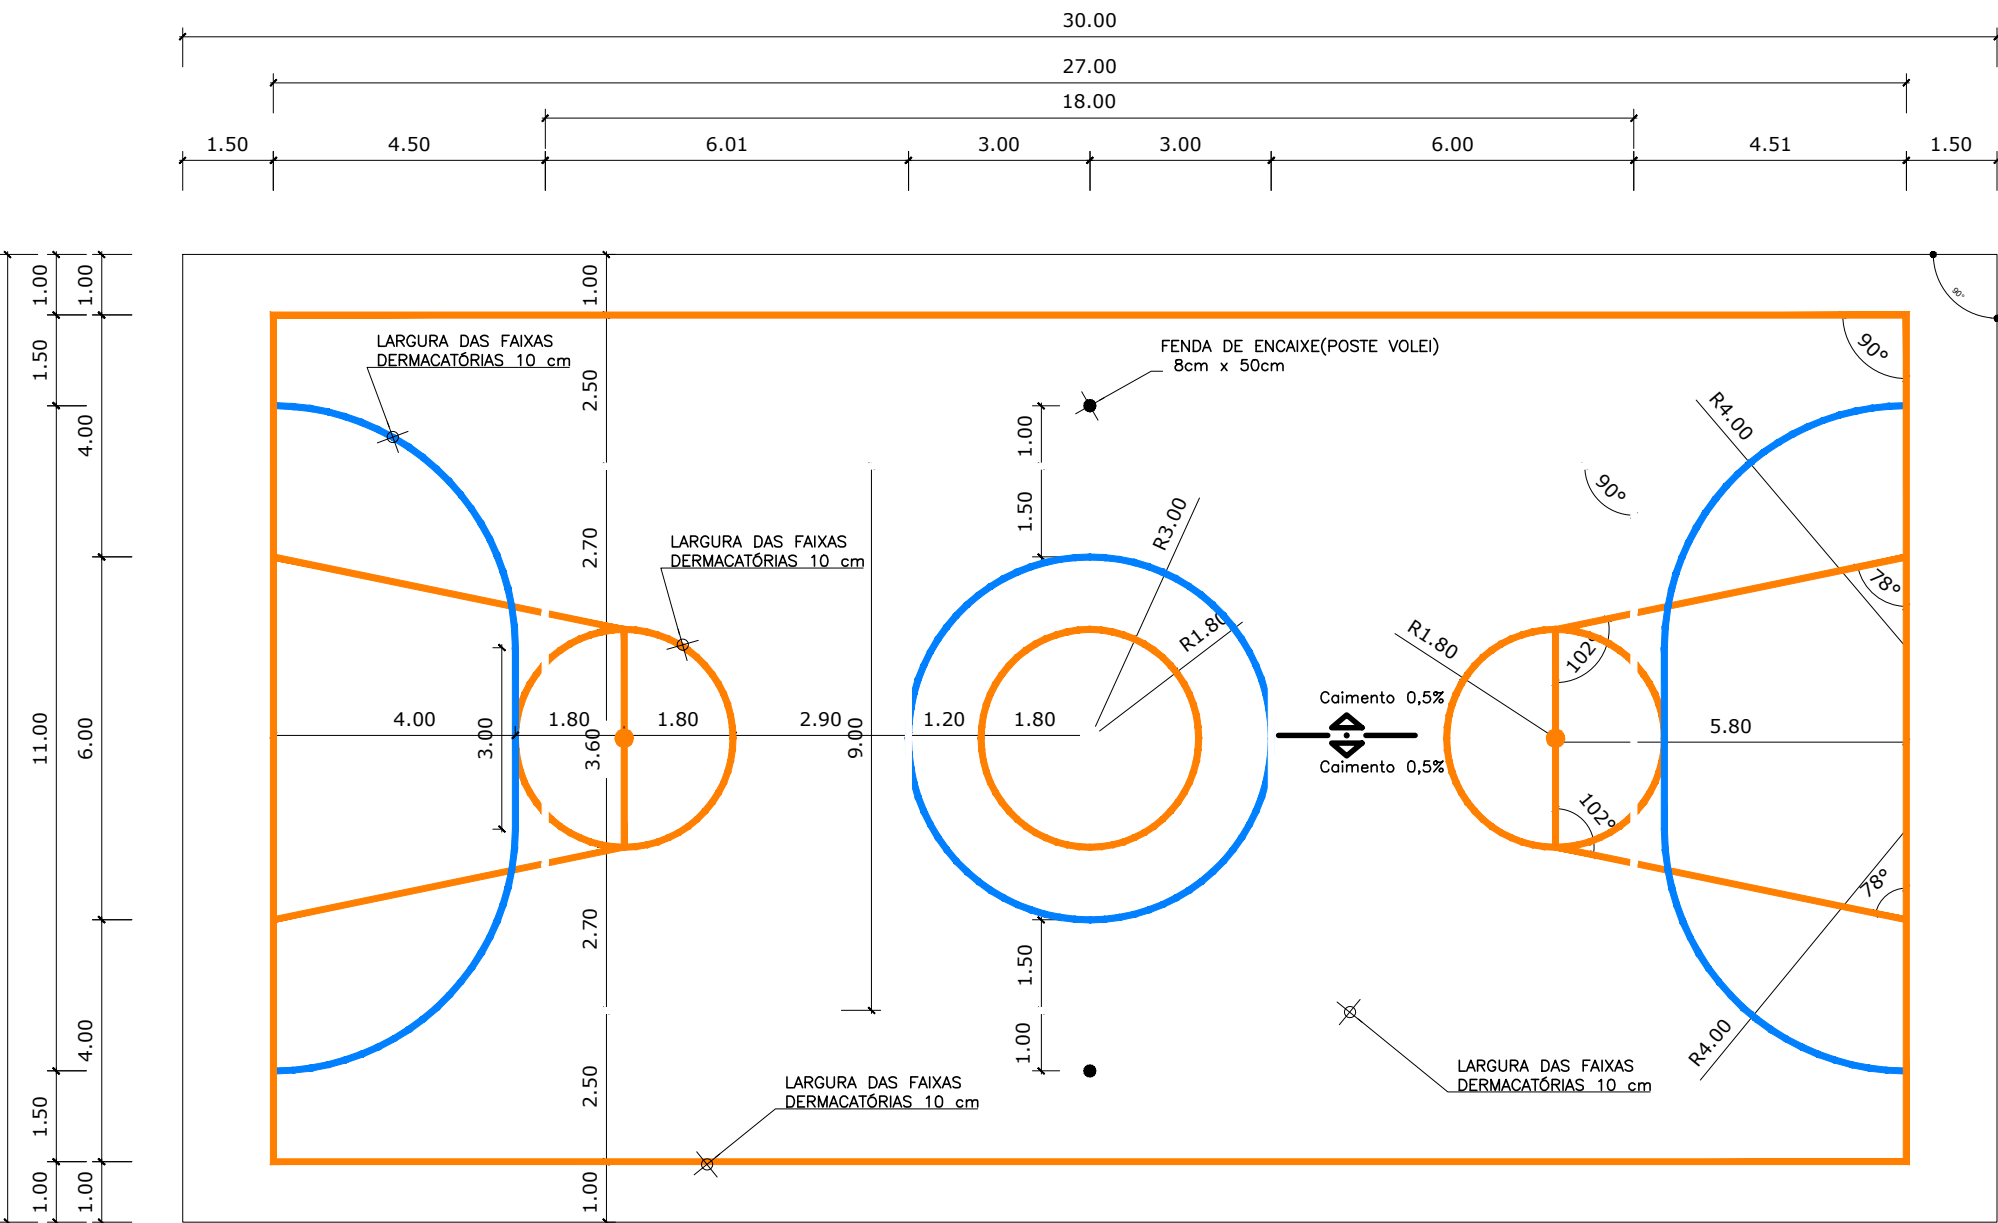 30.00
27.00
18.00
1.50 4.50 6.01 3.00 3.00 6.00 4.51 1.50
1.00 1.00 1.00
90°
LARGURA DAS FAIXAS
DERMACATÓRIAS 10 cm
FENDA DE ENCAIXE(POSTE VOLEI)
8cm x 50cm
90°
1.50
2.50
4.00
1.00
R4.00
90°
1.50
R3.00
2.70
LARGURA DAS FAIXAS
DERMACATÓRIAS 10 cm
78°
R1.80
R1.80
102°
Caimento 0,5%
11.00 6.00
4.00 3.00 1.80 3.60 1.80 2.90 9.00 1.20 1.80
5.80
Caimento 0,5%
102°
78°
2.70
1.50
4.00
1.00
R4.00
LARGURA DAS FAIXAS
DERMACATÓRIAS 10 cm
LARGURA DAS FAIXAS
DERMACATÓRIAS 10 cm
2.50
1.50
1.00 1.00 1.00